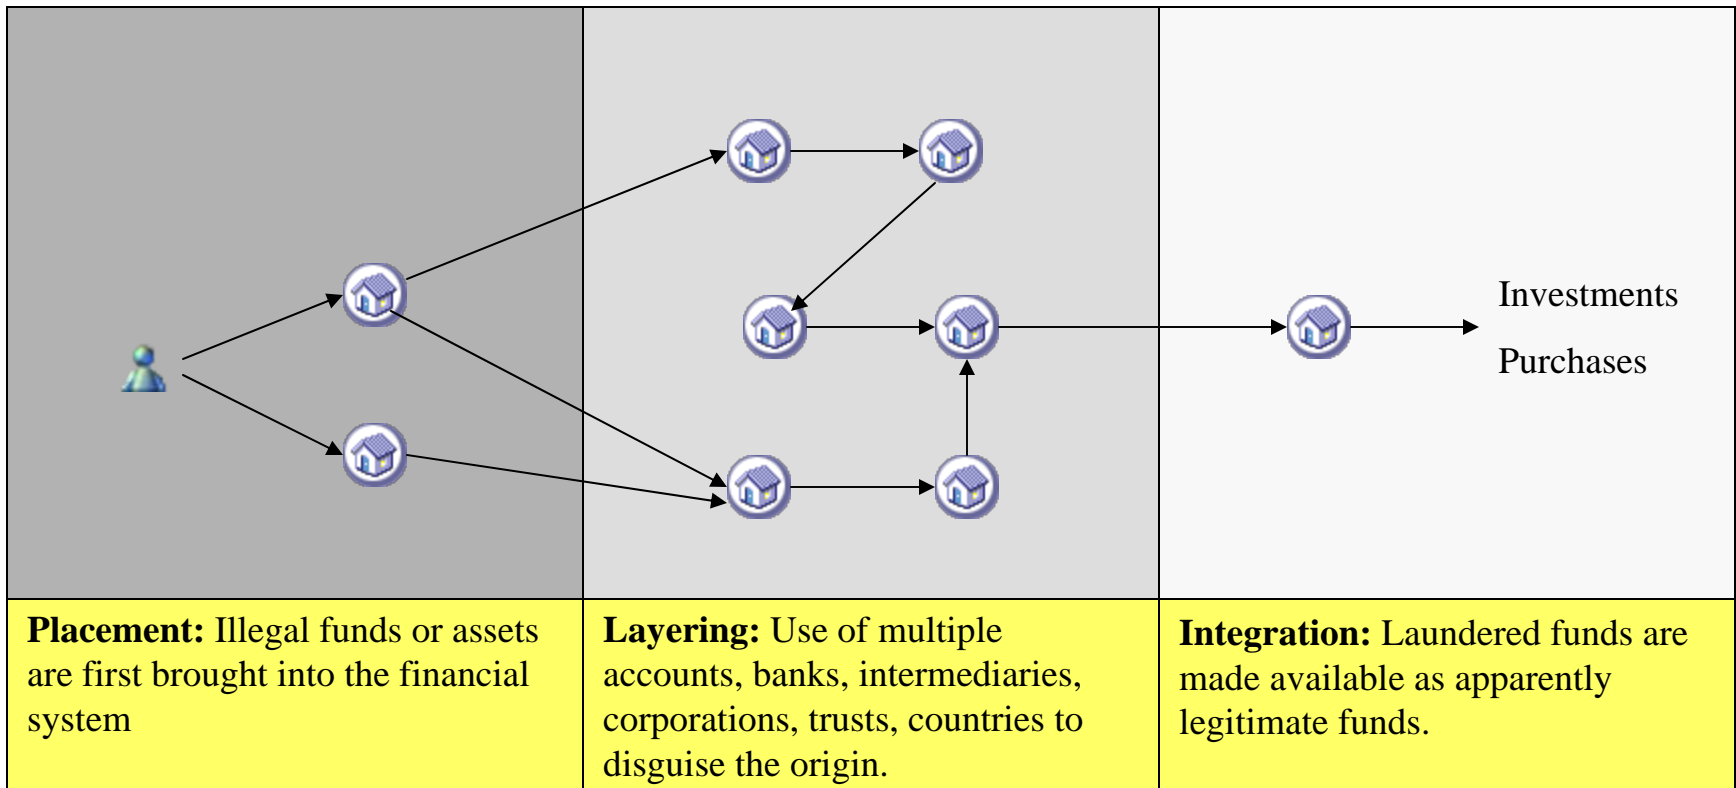 Investments
Purchases
Placement: Illegal funds or assets
are first brought into the financial
system
Layering: Use of multiple
accounts, banks, intermediaries,
corporations, trusts, countries to
disguise the origin.
Integration: Laundered funds are
made available as apparently
legitimate funds.